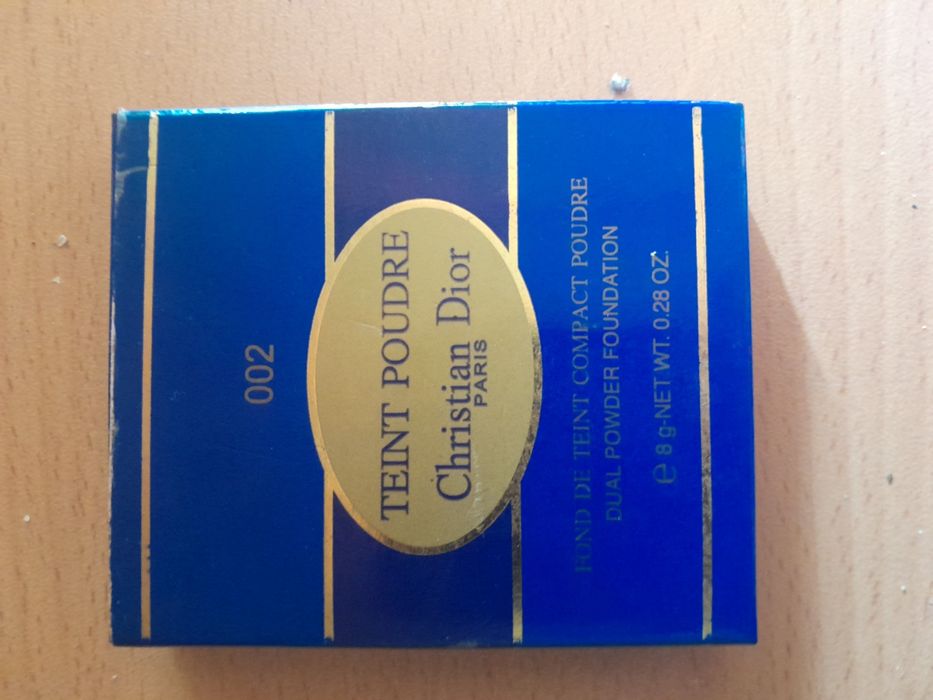 002
TEINT POUDRE
Christian Dior
PARIS
FOND DE TEINT COMPACT POUDRE
DUAL POWDER FOUNDATION
℮ 8 g-NET WT. 0.28 OZ.